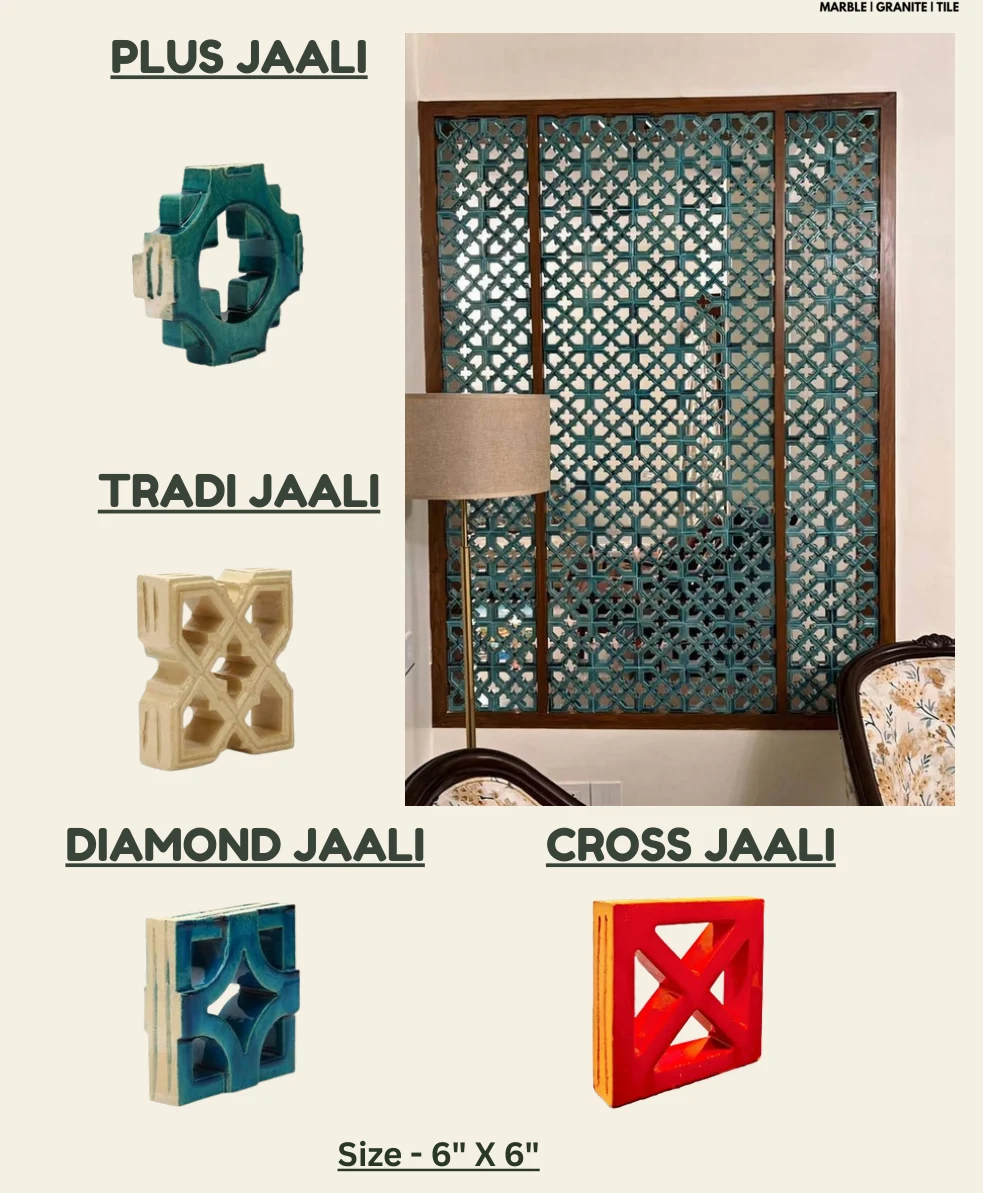 MARBLE | GRANITE | TILE
PLUS JAALI
TRADI JAALI
DIAMOND JAALI
CROSS JAALI
Size - 6" X 6"